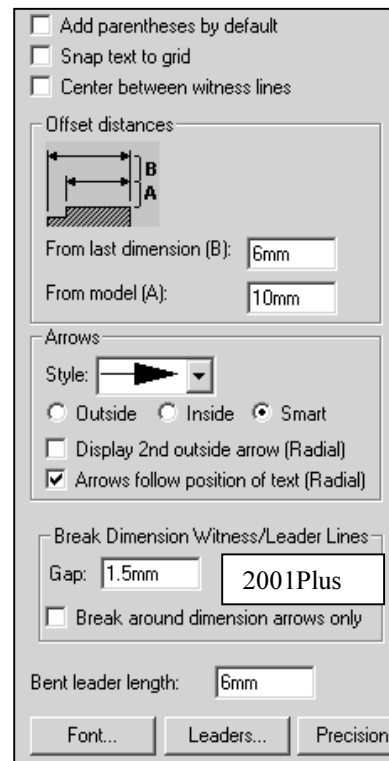 Add parentheses by default
Snap text to grid
Center between witness lines
Offset distances
B
A
From last dimension (B): 6mm
From model (A): 10mm
Arrows
Style:
Outside Inside Smart
Display 2nd outside arrow (Radial)
Arrows follow position of text (Radial)
Break Dimension Witness/Leader Lines
Gap: 1.5mm 2001Plus
Break around dimension arrows only
Bent leader length: 6mm
Font... Leaders... Precision